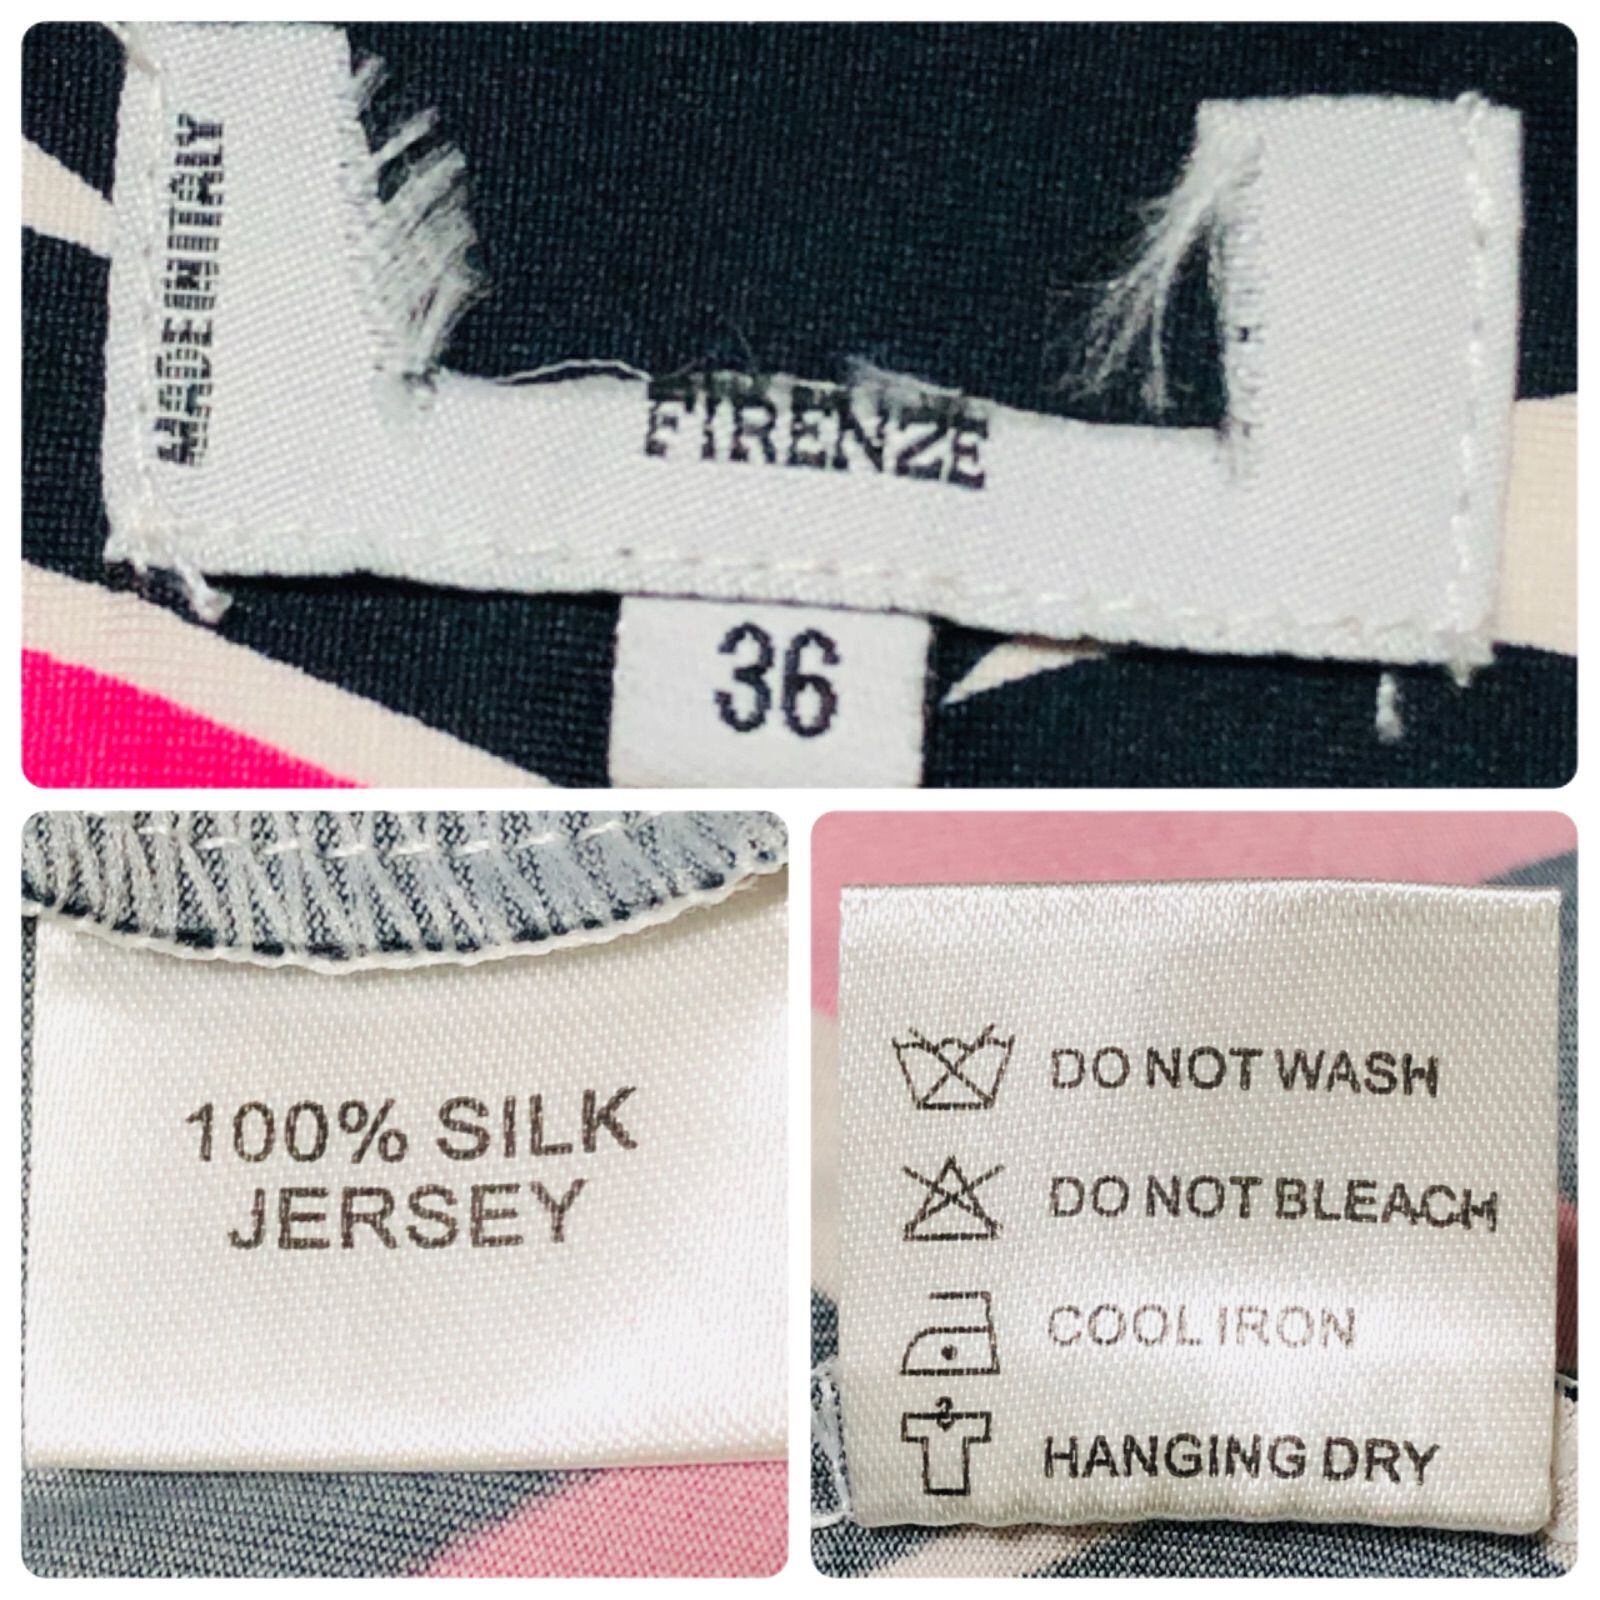 MADE IN ITALY
FIRENZE
36
100% SILK
JERSEY
DO NOT WASH
DO NOT BLEACH
COOL IRON
HANGING DRY